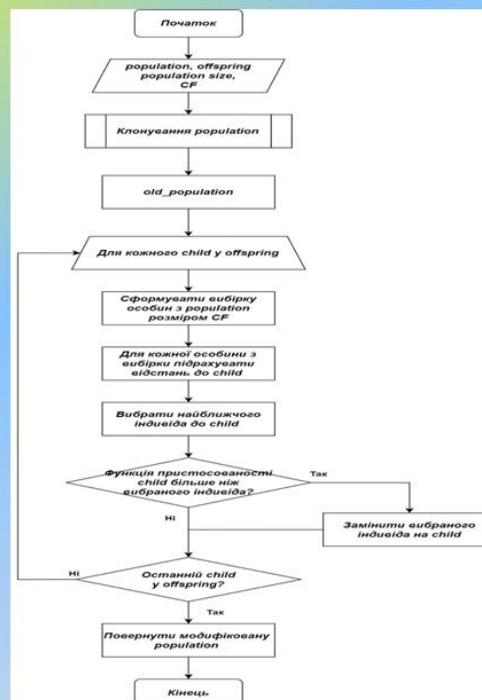 Початок
population, offspring
population size,
CF
Клонування population
old_population
Для кожного child у offspring
Сформувати вибірку
особин з population
розміром CF
Для кожної особини з
вибірки підрахувати
відстань до child
Вибрати найближчого
індивіда до child
Функція пристосованості
child більше ніж
вибраного індивіда?
Так
Ні
Замінити вибраного
індивіда на child
Останній child
у offspring?
Ні
Так
Повернути модифіковану
population
Кінець